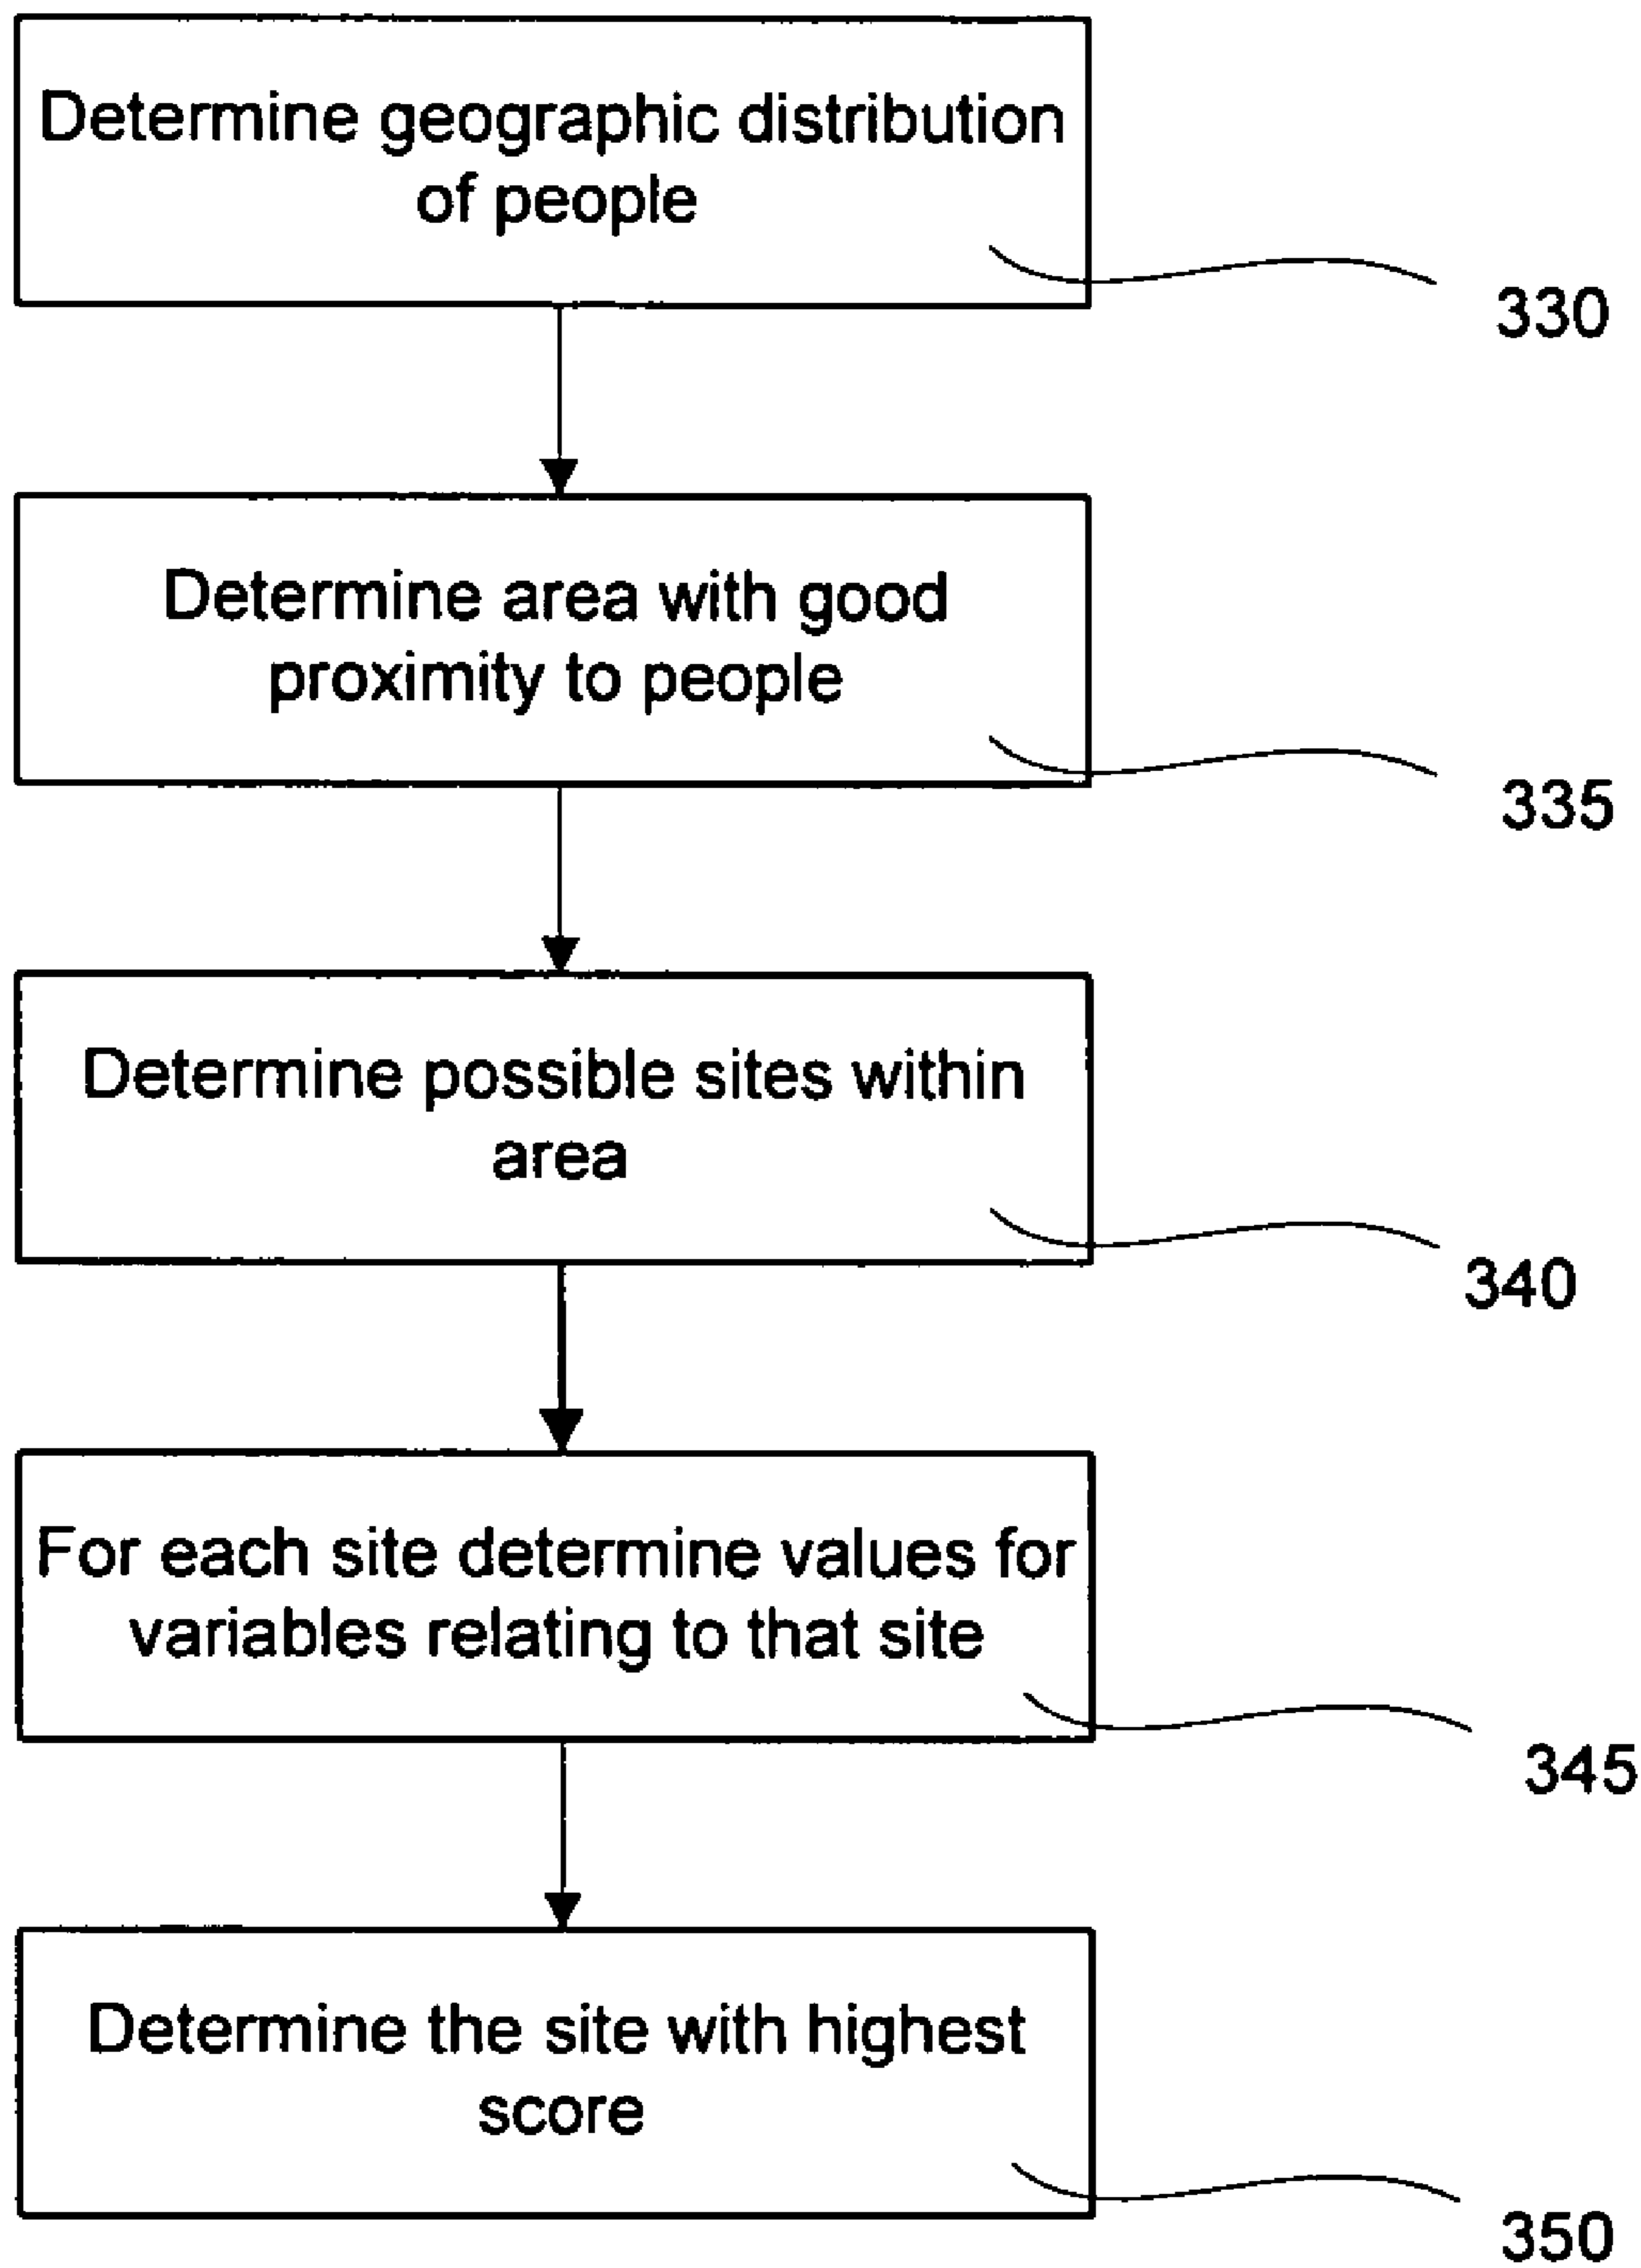 Determine geographic distribution
of people
330
Determine area with good
proximity to people
335
Determine possible sites within
area
340
For each site determine values for
variables relating to that site
345
Determine the site with highest
score
350